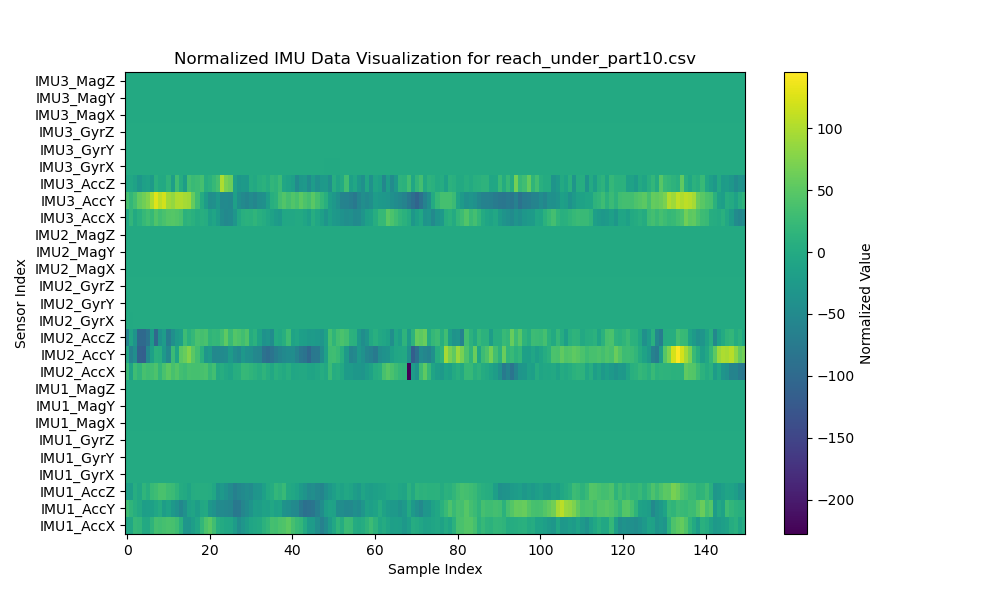 Normalized IMU Data Visualization for reach_under_part10.csv
IMU3_MagZ
IMU3_MagY
IMU3_MagX
IMU3_GyrZ
IMU3_GyrY
IMU3_GyrX
IMU3_AccZ
IMU3_AccY
IMU3_AccX
IMU2_MagZ
IMU2_MagY
IMU2_MagX
IMU2_GyrZ
IMU2_GyrY
IMU2_GyrX
IMU2_AccZ
IMU2_AccY
IMU2_AccX
IMU1_MagZ
IMU1_MagY
IMU1_MagX
IMU1_GyrZ
IMU1_GyrY
IMU1_GyrX
IMU1_AccZ
IMU1_AccY
IMU1_AccX
Sensor Index
0 20 40 60 80 100 120 140
Sample Index
100
50
0
−50
−100
−150
−200
Normalized Value